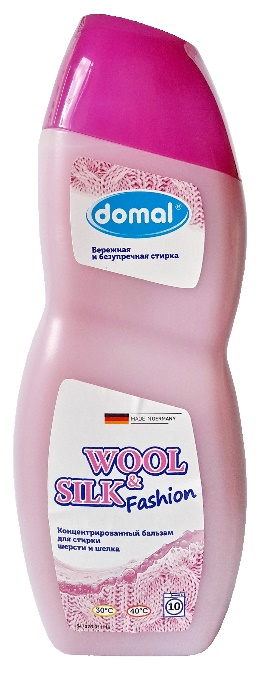 domal
Бережная
и безупречная стирка
MADE IN GERMANY
WOOL
&
SILK
Fashion
Концентрированный бальзам
для стирки
шерсти и шелка
30°C 40°C 10